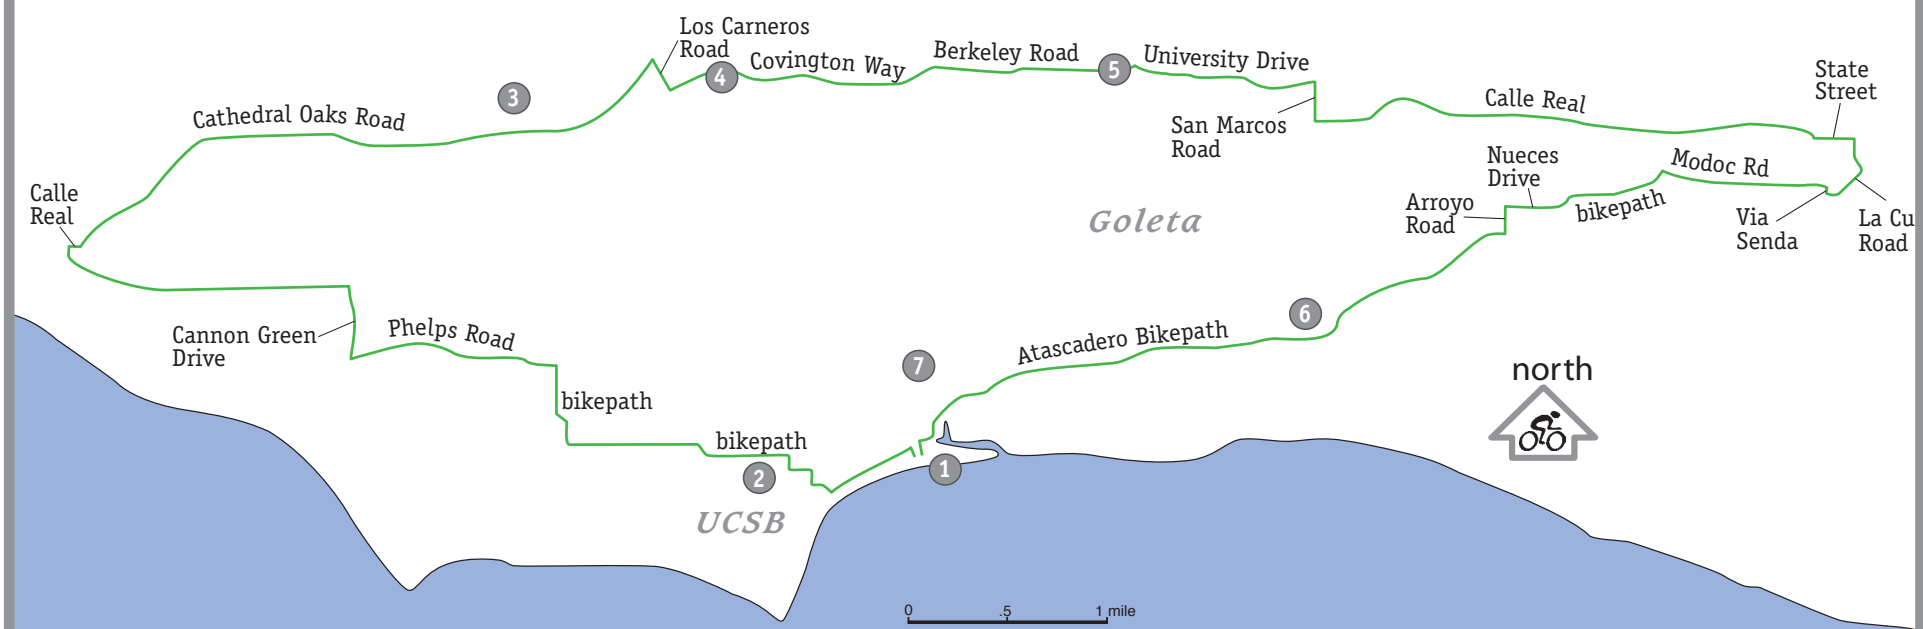 Los Carneros
Road
4
Covington Way
Berkeley Road
5
University Drive
State
Street
3
Cathedral Oaks Road
Calle Real
San Marcos
Road
Nueces
Drive
Modoc Rd
Calle
Real
Arroyo
Road
bikepath
Via
Senda
La Cu
Road
Goleta
Cannon Green
Drive
Phelps Road
6
Atascadero Bikepath
7
north
bikepath
bikepath
2
1
UCSB
0 .5 1 mile